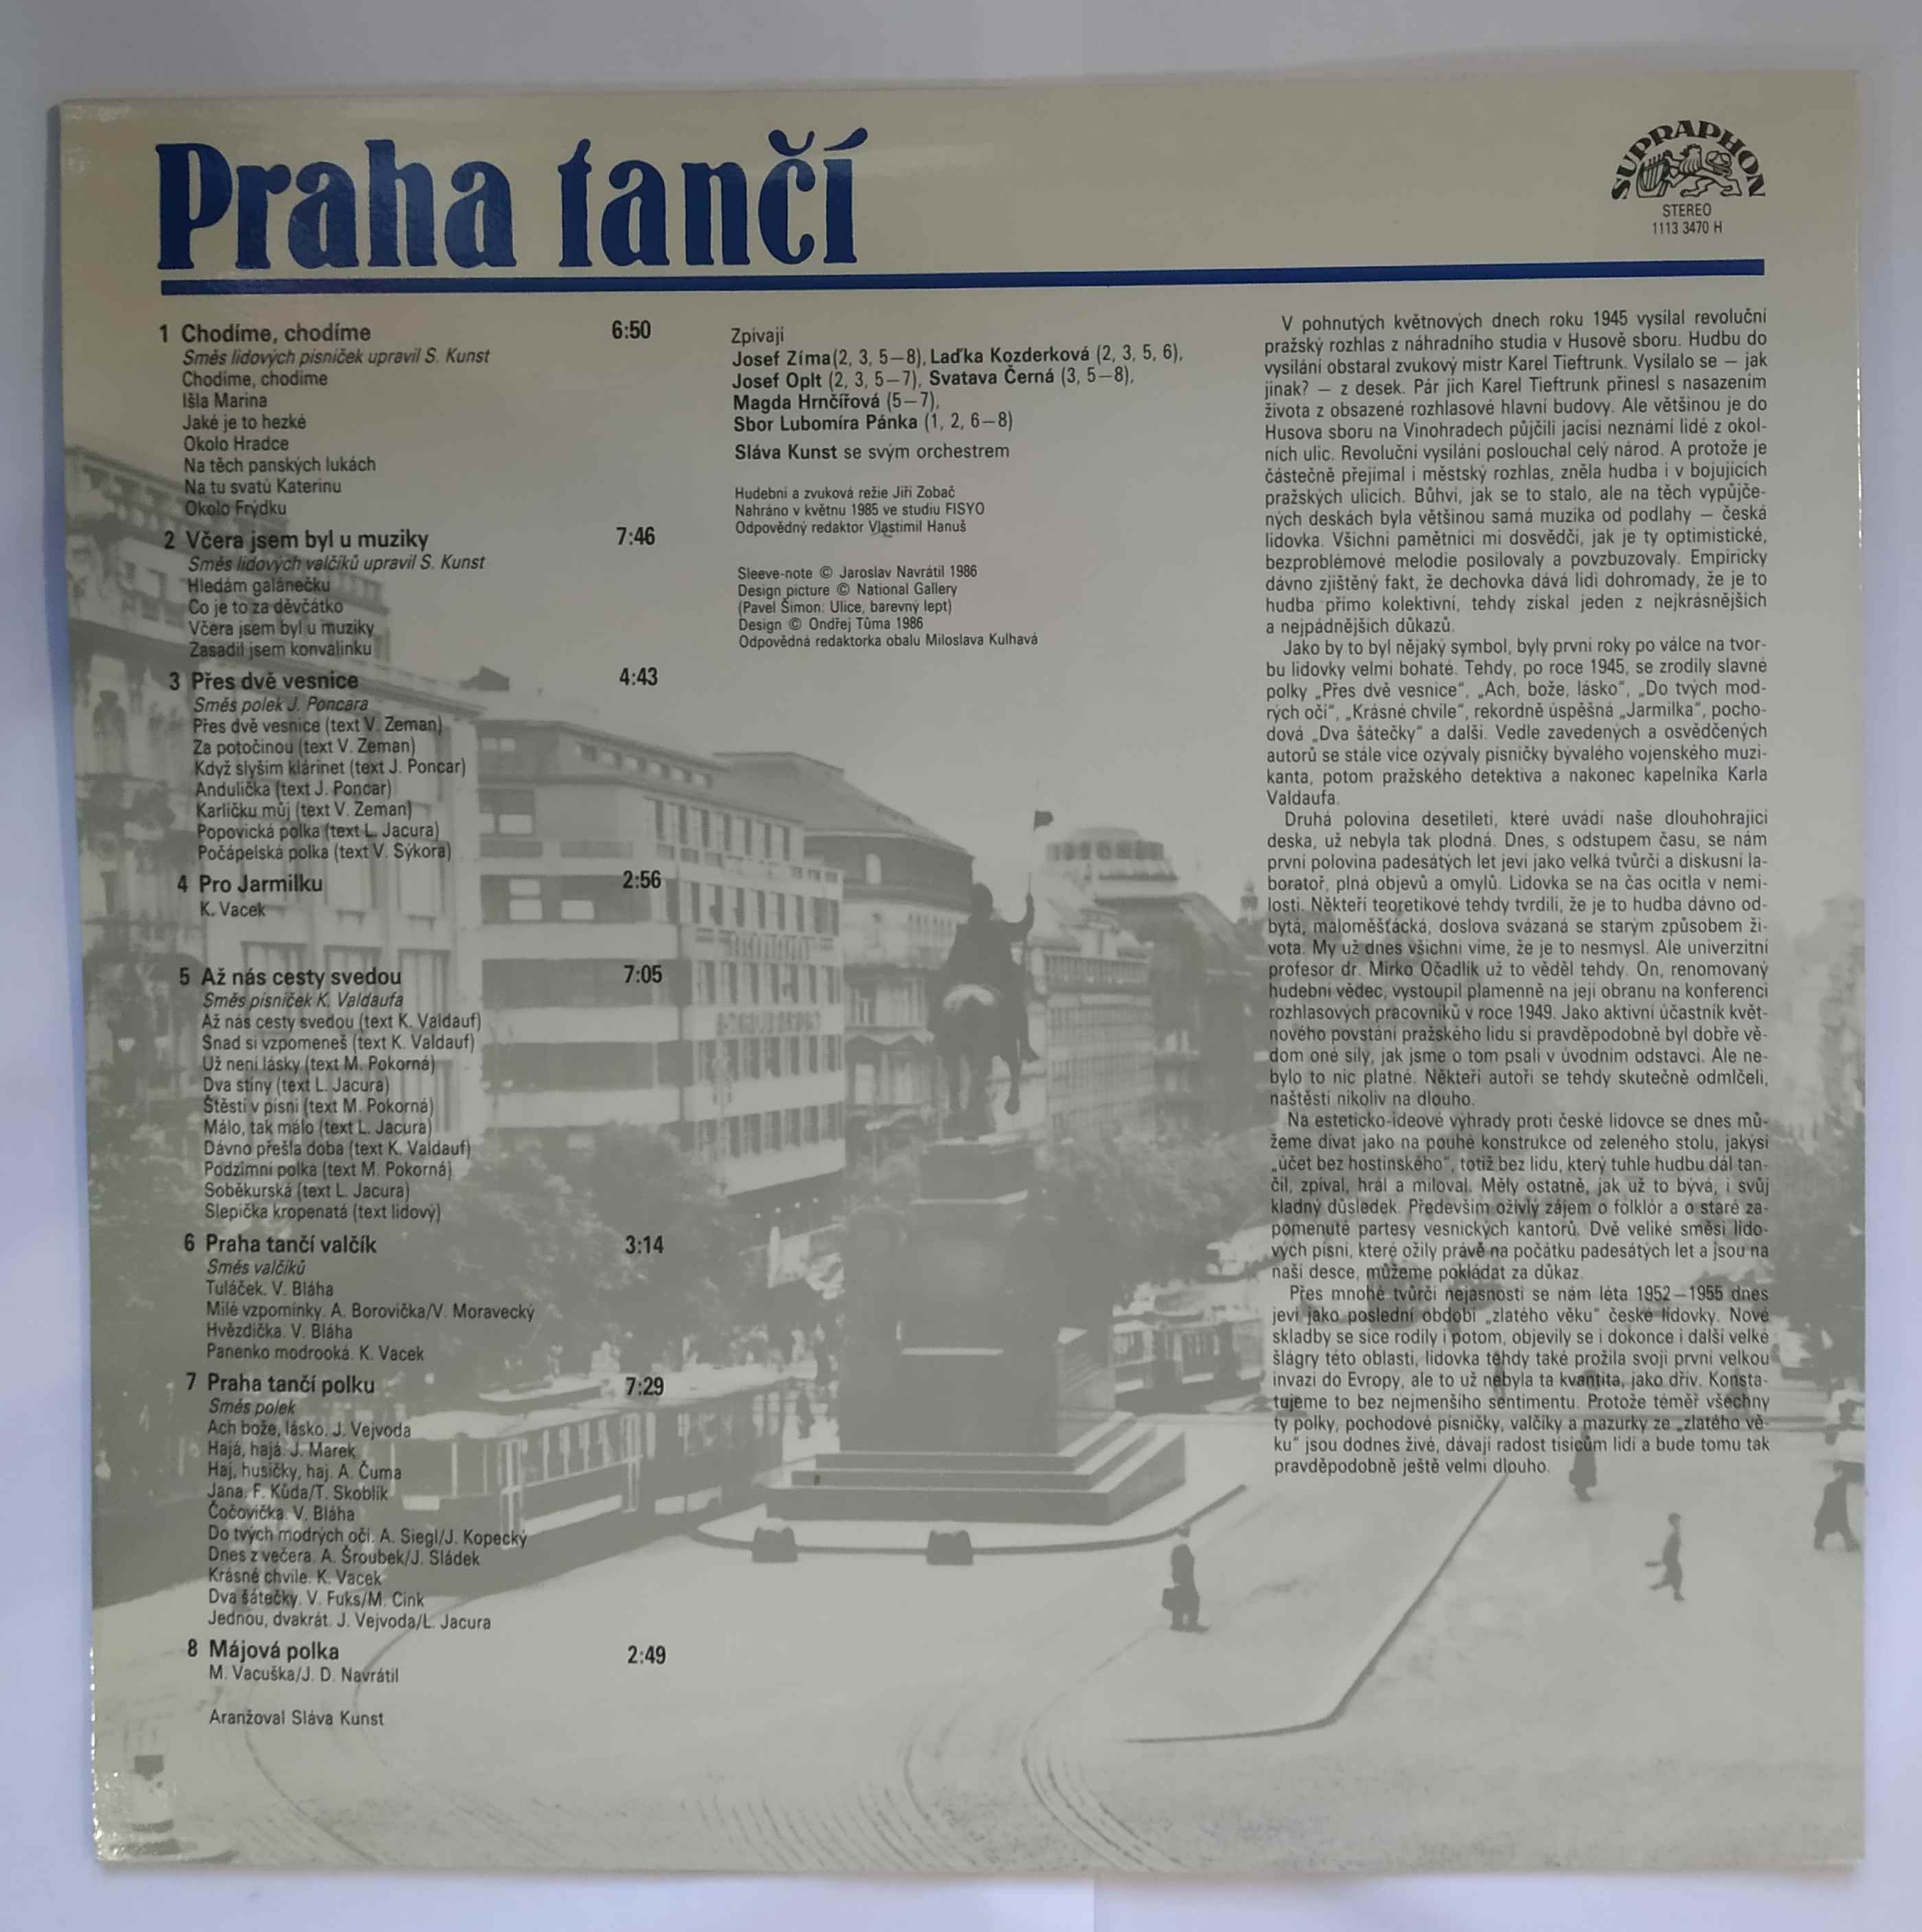 Praha tančí
SUPRAPHON
STEREO
1113 3470 H
1 Chodíme, chodíme 6:50
Směs lidových písniček upravil S. Kunst
Chodíme, chodíme
Išla Marina
Jaké je to hezké
Okolo Hradce
Na těch panských lukách
Na tu svatú Kateřinu
Okolo Frýdku
2 Včera jsem byl u muziky 7:46
Směs lidových valčíků upravil S. Kunst
Hledám galánečku
Co je to za děvčátko
Včera jsem byl u muziky
Zasadil jsem konvalinku
3 Přes dvě vesnice 4:43
Směs polek J. Poncara
Přes dvě vesnice (text V. Zeman)
Za potočinou (text V. Zeman)
Když slyším klarinet (text J. Poncar)
Andulička (text J. Poncar)
Karlíčku můj (text V. Zeman)
Popovická polka (text L. Jacura)
Počápelská polka (text V. Sýkora)
4 Pro Jarmilku 2:56
K. Vacek
5 Až nás cesty svedou 7:05
Směs písniček K. Valdaufa
Až nás cesty svedou (text K. Valdauf)
Snad si vzpomeneš (text K. Valdauf)
Už není lásky (text M. Pokorná)
Dva stíny (text L. Jacura)
Štěstí v písni (text M. Pokorná)
Málo, tak málo (text L. Jacura)
Dávno přešla doba (text K. Valdauf)
Podzimní polka (text M. Pokorná)
Soběkurská (text L. Jacura)
Slepička kropenatá (text lidový)
6 Praha tančí valčík 3:14
Směs valčíků
Tuláček. V. Bláha
Milé vzpomínky. A. Borovička/V. Moravecký
Hvězdička. V. Bláha
Panenko modrooká. K. Vacek
7 Praha tančí polku 7:29
Směs polek
Ach bože, lásko. J. Vejvoda
Hajá, hajá. J. Marek
Haj, husičky, haj. A. Čuma
Jana. F. Kůda/T. Skoblík
Čočovička. V. Bláha
Do tvých modrých očí. A. Siegl/J. Kopecký
Dnes z večera. A. Šroubek/J. Sládek
Krásné chvíle. K. Vacek
Dva šátečky. V. Fuks/M. Cink
Jednou, dvakrát. J. Vejvoda/L. Jacura
8 Májová polka 2:49
M. Vacuška/J. D. Navrátil
Aranžoval Sláva Kunst
Zpívají
Josef Zíma (2, 3, 5–8), Laďka Kozderková (2, 3, 5, 6),
Josef Oplt (2, 3, 5–7), Svatava Černá (3, 5–8),
Magda Hrnčířová (5–7),
Sbor Lubomíra Pánka (1, 2, 6–8)
Sláva Kunst se svým orchestrem
Hudební a zvuková režie Jiří Zobač
Nahráno v květnu 1985 ve studiu FISYO
Odpovědný redaktor Vlastimil Hanuš
Sleeve-note © Jaroslav Navrátil 1986
Design picture © National Gallery
(Pavel Šimon: Ulice, barevný lept)
Design © Ondřej Tůma 1986
Odpovědná redaktorka obalu Miloslava Kulhavá
V pohnutých květnových dnech roku 1945 vysílal revoluční
pražský rozhlas z náhradního studia v Husově sboru. Hudbu do
vysílání obstaral zvukový mistr Karel Tieftrunk. Vysílalo se — jak
jinak? — z desek. Pár jich Karel Tieftrunk přinesl s nasazením
života z obsazené rozhlasové hlavní budovy. Ale většinou je do
Husova sboru na Vinohradech půjčili jacísi neznámí lidé z okol-
ních ulic. Revoluční vysílání poslouchal celý národ. A protože je
částečně přejímal i městský rozhlas, zněla hudba i v bojujících
pražských ulicích. Bůhví, jak se to stalo, ale na těch vypůjče-
ných deskách byla většinou samá muzika od podlahy — česká
lidovka. Všichni pamětníci mi dosvědčí, jak je ty optimistické,
bezproblémové melodie posilovaly a povzbuzovaly. Empiricky
dávno zjištěný fakt, že dechovka dává lidi dohromady, že je to
hudba přímo kolektivní, tehdy získal jeden z nejkrásnějších
a nejpádnějších důkazů.
Jako by to byl nějaký symbol, byly první roky po válce na tvor-
bu lidovky velmi bohaté. Tehdy, po roce 1945, se zrodily slavné
polky „Přes dvě vesnice“, „Ach, bože, lásko“, „Do tvých mod-
rých očí“, „Krásné chvíle“, rekordně úspěšná „Jarmilka“, pocho-
dová „Dva šátečky“ a další. Vedle zavedených a osvědčených
autorů se stále více ozývaly písničky bývalého vojenského muzi-
kanta, potom pražského detektiva a nakonec kapelníka Karla
Valdaufa.
Druhá polovina desetiletí, které uvádí naše dlouhohrající
deska, už nebyla tak plodná. Dnes, s odstupem času, se nám
první polovina padesátých let jeví jako velká tvůrčí a diskusní la-
boratoř, plná objevů a omylů. Lidovka se na čas ocitla v nemi-
losti. Někteří teoretikové tehdy tvrdili, že je to hudba dávno od-
bytá, maloměšťácká, doslova svázaná se starým způsobem ži-
vota. My už dnes všichni víme, že je to nesmysl. Ale univerzitní
profesor dr. Mirko Očadlík už to věděl tehdy. On, renomovaný
hudební vědec, vystoupil plamenně na její obranu na konferenci
rozhlasových pracovníků v roce 1949. Jako aktivní účastník květ-
nového povstání pražského lidu si pravděpodobně byl dobře vě-
dom oné síly, jak jsme o tom psali v úvodním odstavci. Ale ne-
bylo to nic platné. Někteří autoři se tehdy skutečně odmlčeli,
naštěstí nikoliv na dlouho.
Na esteticko-ideové výhrady proti české lidovce se dnes mů-
žeme dívat jako na pouhé konstrukce od zeleného stolu, jakýsi
„účet bez hostinského“, totiž bez lidu, který tuhle hudbu dál tan-
čil, zpíval, hrál a miloval. Měly ostatně, jak už to bývá, i svůj
kladný důsledek. Především oživlý zájem o folklór a o staré za-
pomenuté partesy vesnických kantorů. Dvě veliké směsi lido-
vých písní, které ožily právě na počátku padesátých let a jsou na
naší desce, můžeme pokládat za důkaz.
Přes mnohé tvůrčí nejasnosti se nám léta 1952–1955 dnes
jeví jako poslední období „zlatého věku“ české lidovky. Nové
skladby se sice rodily i potom, objevily se i dokonce i další velké
šlágry této oblasti, lidovka tehdy také prožila svoji první velkou
invazi do Evropy, ale to už nebyla ta kvantita, jako dřív. Konsta-
tujeme to bez nejmenšího sentimentu. Protože téměř všechny
ty polky, pochodové písničky, valčíky a mazurky ze „zlatého vě-
ku“ jsou dodnes živé, dávají radost tisícům lidí a bude tomu tak
pravděpodobně ještě velmi dlouho.